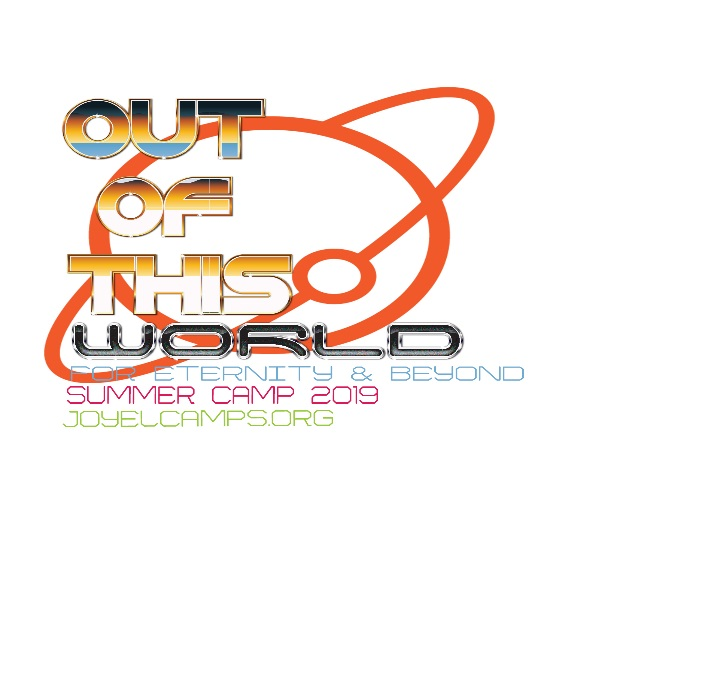 OUT
OF
THIS
WORLD
FOR ETERNITY & BEYOND
SUMMER CAMP 2019
JOYELCAMPS.ORG